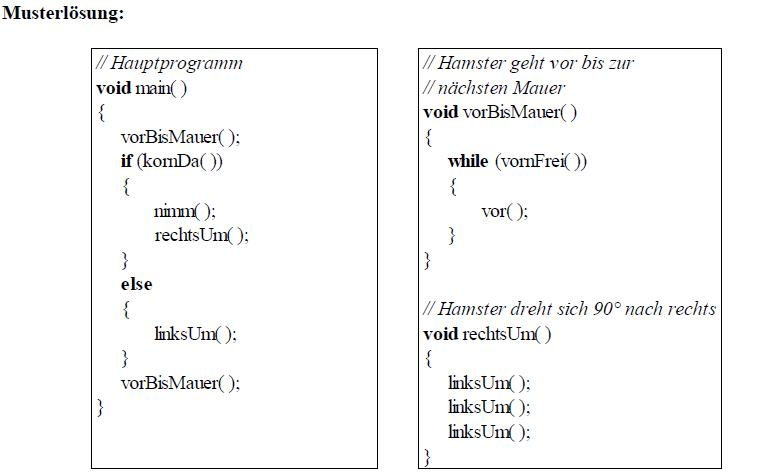 Musterlösung:
// Hauptprogramm
void main( )
{
vorBisMauer( );
if (kornDa( ))
{
nimm( );
rechtsUm( );
}
else
{
linksUm( );
}
vorBisMauer( );
}
// Hamster geht vor bis zur
// nächsten Mauer
void vorBisMauer( )
{
while (vornFrei( ))
{
vor( );
}
}
// Hamster dreht sich 90° nach rechts
void rechtsUm( )
{
linksUm( );
linksUm( );
linksUm( );
}